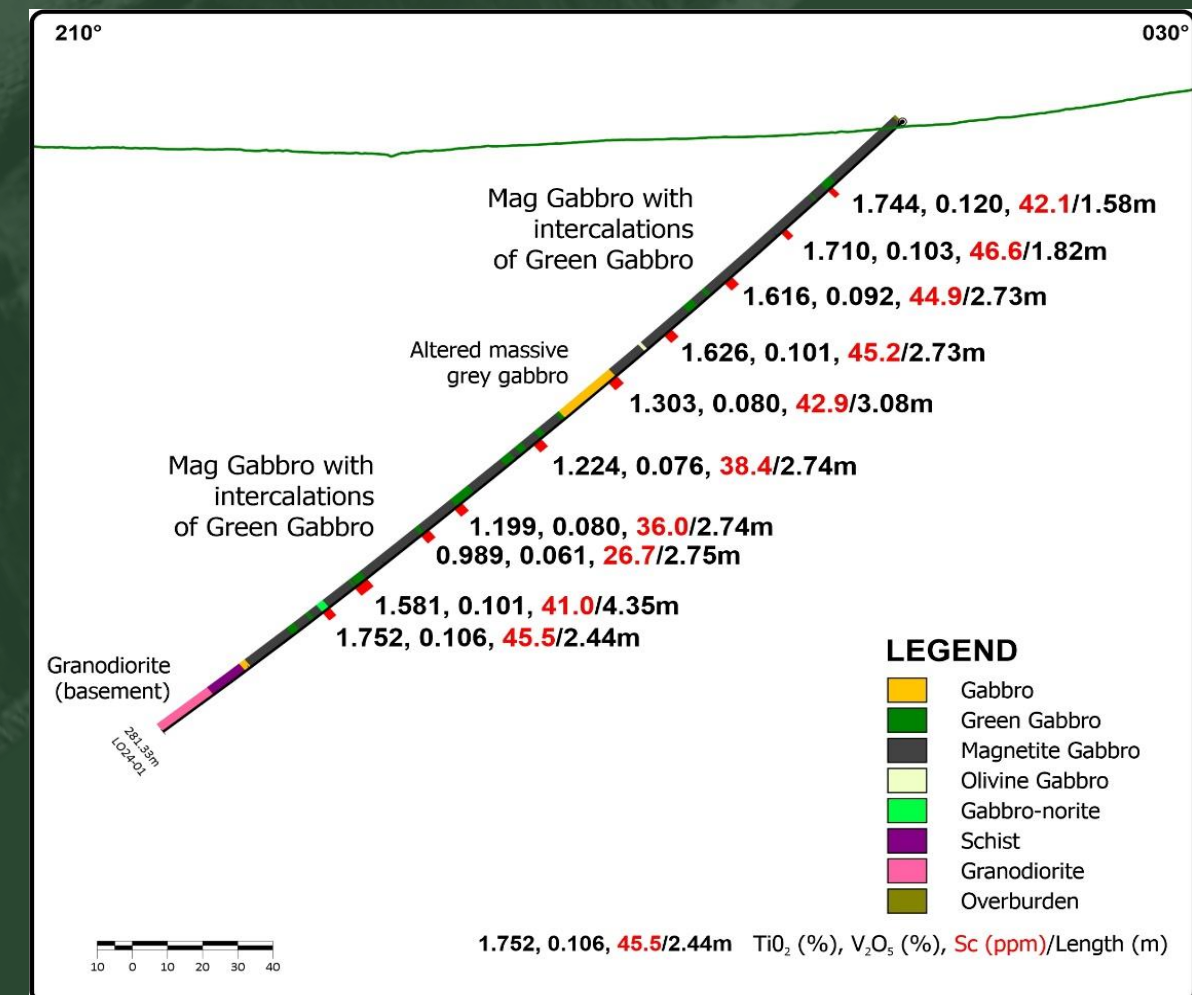 210°
030°
Mag Gabbro with
intercalations
of Green Gabbro
1.744, 0.120, 42.1/1.58m
1.710, 0.103, 46.6/1.82m
1.616, 0.092, 44.9/2.73m
1.626, 0.101, 45.2/2.73m
Altered massive
grey gabbro
1.303, 0.080, 42.9/3.08m
1.224, 0.076, 38.4/2.74m
Mag Gabbro with
intercalations
of Green Gabbro
1.199, 0.080, 36.0/2.74m
0.989, 0.061, 26.7/2.75m
1.581, 0.101, 41.0/4.35m
1.752, 0.106, 45.5/2.44m
Granodiorite
(basement)
281.33m
LO24-01
LEGEND
Gabbro
Green Gabbro
Magnetite Gabbro
Olivine Gabbro
Gabbro-norite
Schist
Granodiorite
Overburden
10 0 10 20 30 40
1.752, 0.106, 45.5/2.44m Ti0₂ (%), V₂O₅ (%), Sc (ppm)/Length (m)